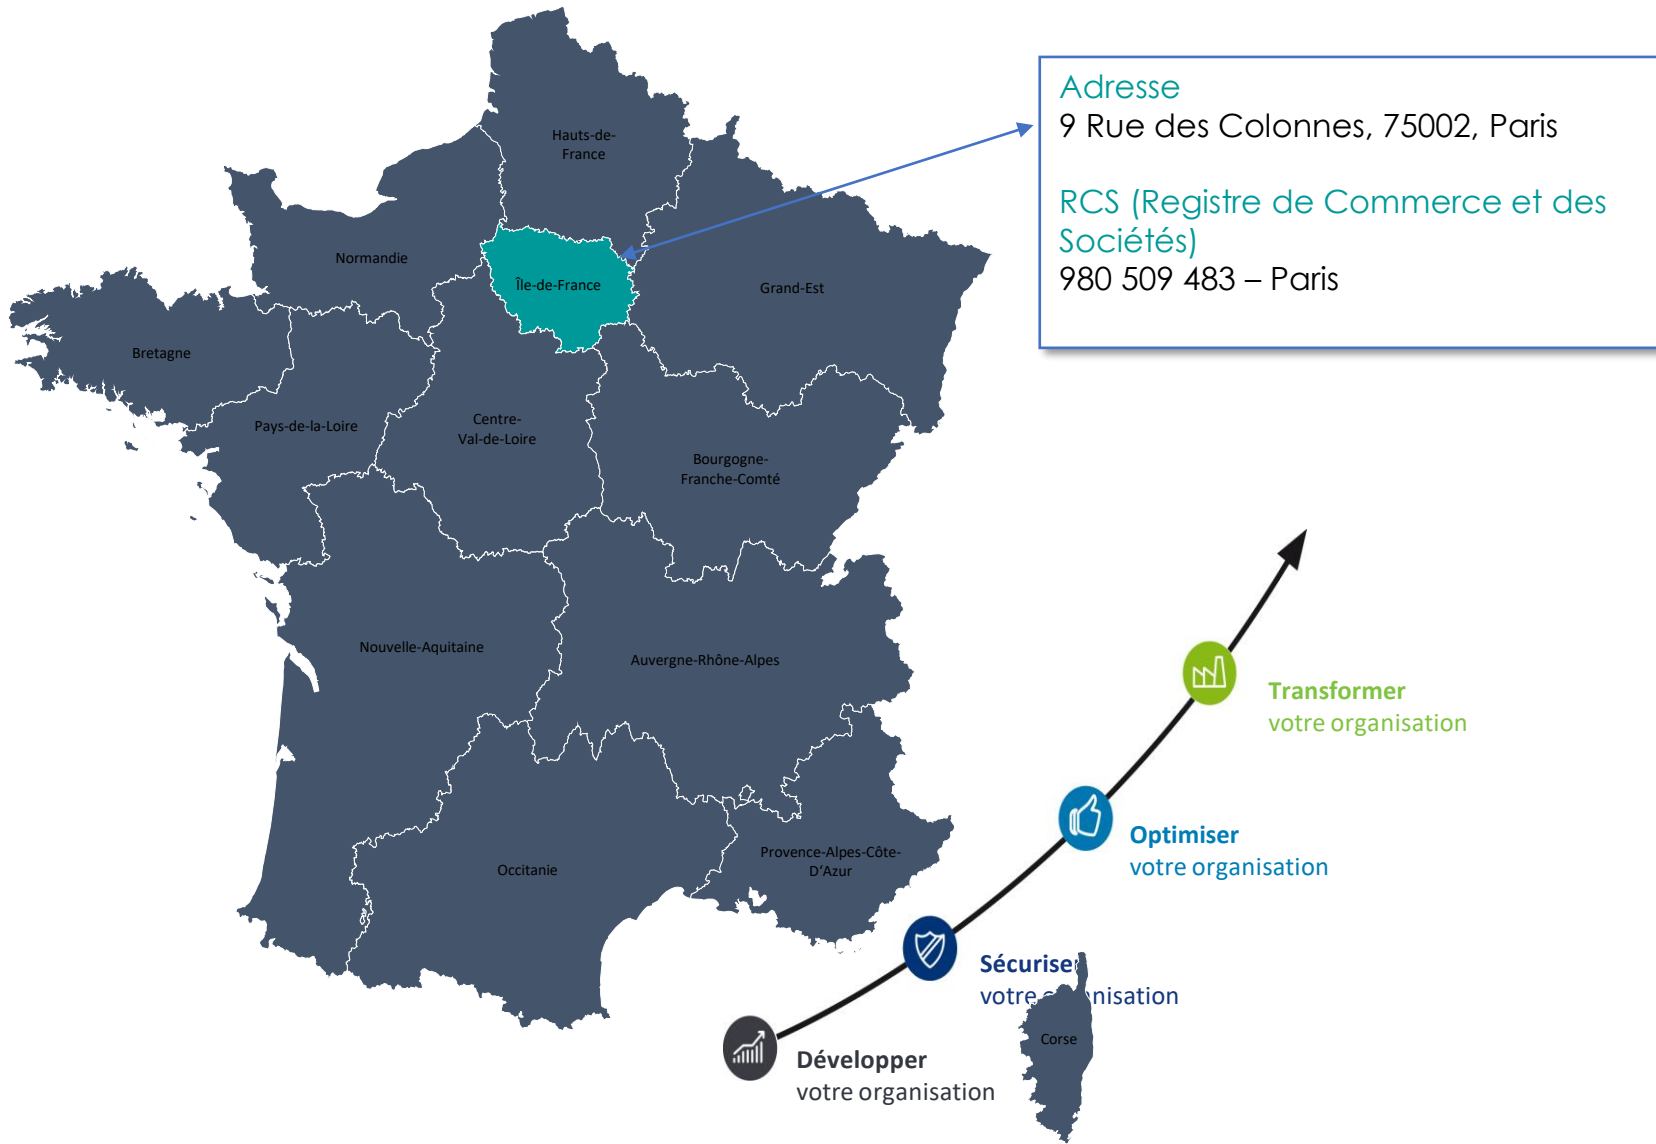 Adresse
9 Rue des Colonnes, 75002, Paris
RCS (Registre de Commerce et des
Sociétés)
980 509 483 – Paris
Hauts-de-
France
Normandie
Île-de-France
Grand-Est
Bretagne
Pays-de-la-Loire
Centre-
Val-de-Loire
Bourgogne-
Franche-Comté
Nouvelle-Aquitaine
Auvergne-Rhône-Alpes
Occitanie
Provence-Alpes-Côte-
D‘Azur
Corse
Transformer
votre organisation
Optimiser
votre organisation
Sécuriser
votre organisation
Développer
votre organisation